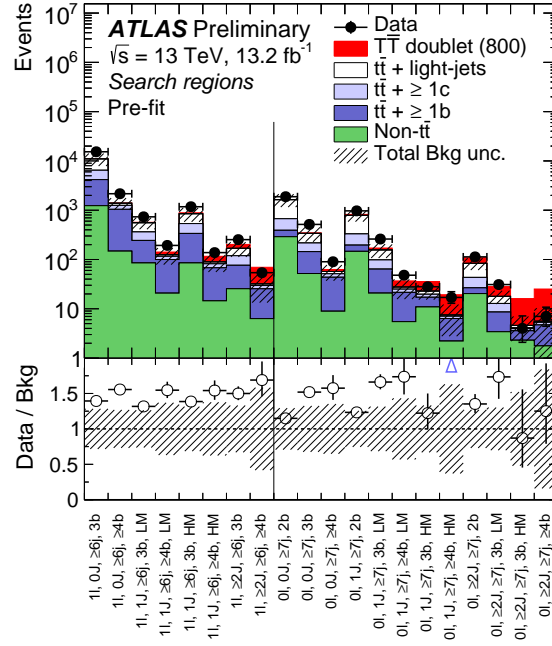 Events
10⁷
10⁶
10⁵
10⁴
10³
10²
10
1
ATLAS Preliminary
√s = 13 TeV, 13.2 fb⁻¹
Search regions
Pre-fit
Data
TT̅ doublet (800)
tt̅ + light-jets
tt̅ + ≥ 1c
tt̅ + ≥ 1b
Non-tt̅
Total Bkg unc.
Data / Bkg
1.5
1
0.5
0
1l, 0J, ≥6j, 3b
1l, 0J, ≥6j, ≥4b
1l, 1J, ≥6j, 3b, LM
1l, 1J, ≥6j, ≥4b, LM
1l, 1J, ≥6j, 3b, HM
1l, 1J, ≥6j, ≥4b, HM
1l, ≥2J, ≥6j, 3b
1l, ≥2J, ≥6j, ≥4b
0l, 0J, ≥7j, 2b
0l, 0J, ≥7j, 3b
0l, 0J, ≥7j, ≥4b
0l, 1J, ≥7j, 2b
0l, 1J, ≥7j, 3b, LM
0l, 1J, ≥7j, ≥4b, LM
0l, 1J, ≥7j, 3b, HM
0l, 1J, ≥7j, ≥4b, HM
0l, ≥2J, ≥7j, 2b
0l, ≥2J, ≥7j, 3b, LM
0l, ≥2J, ≥7j, 3b, HM
0l, ≥2J, ≥7j, ≥4b